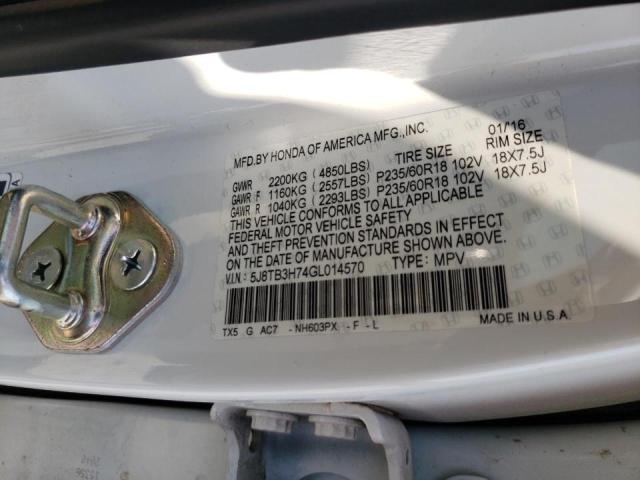 MFD.BY HONDA OF AMERICA MFG.,INC. 01/16
TIRE SIZE RIM SIZE
GVWR 2200KG (4850LBS)
GAWR F 1160KG (2557LBS) P235/60R18 102V 18X7.5J
GAWR R 1040KG (2293LBS) P235/60R18 102V 18X7.5J
THIS VEHICLE CONFORMS TO ALL APPLICABLE
FEDERAL MOTOR VEHICLE SAFETY
AND THEFT PREVENTION STANDARDS IN EFFECT
ON THE DATE OF MANUFACTURE SHOWN ABOVE.
V.I.N.: 5J8TB3H74GL014570 TYPE: MPV
TX5 G AC7 - NH603PX - F - L MADE IN U.S.A